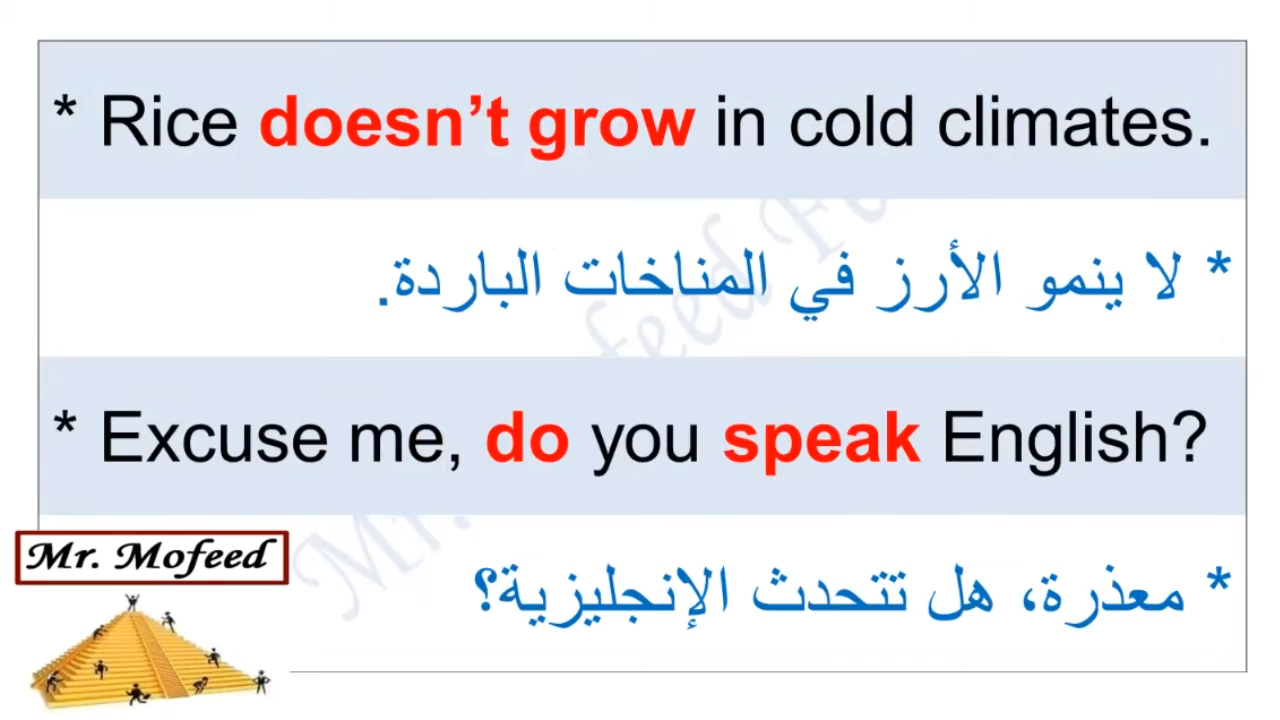 * Rice doesn’t grow in cold climates.
* لا ينمو الأرز في المناخات الباردة.
* Excuse me, do you speak English?
* معذرة، هل تتحدث الإنجليزية؟
Mr. Mofeed